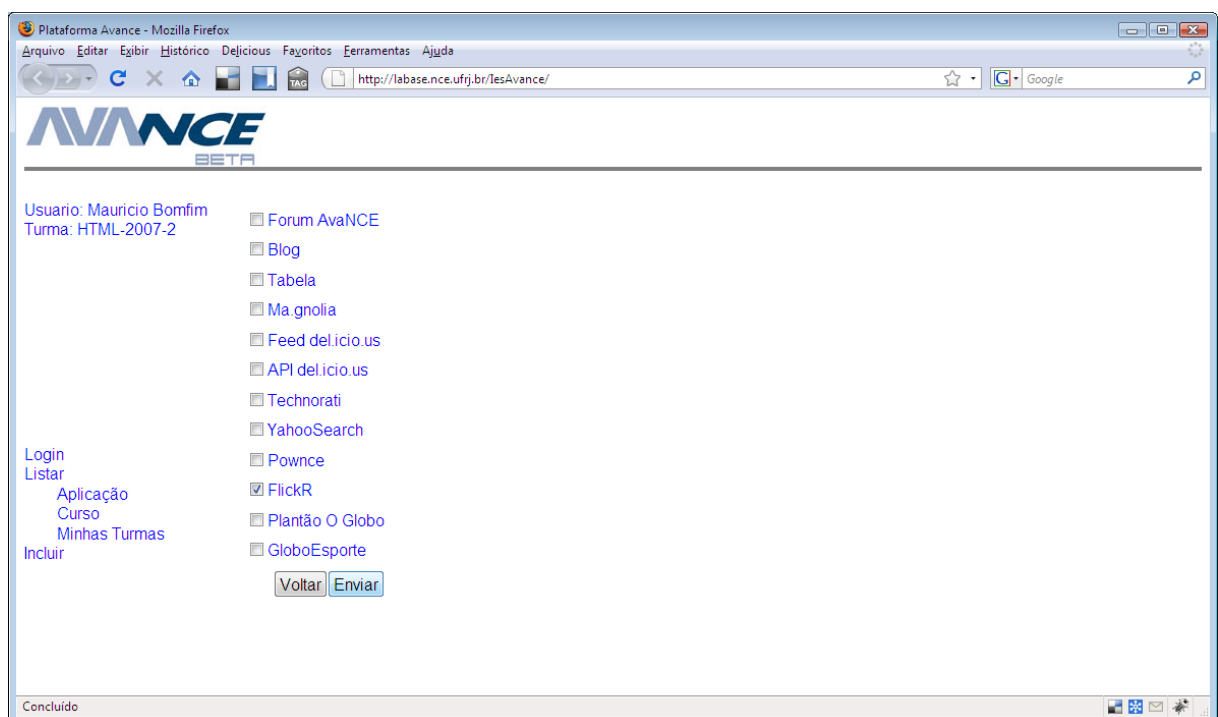 Plataforma Avance - Mozilla Firefox
Arquivo Editar Exibir Histórico Delicious Favoritos Ferramentas Ajuda
TAG http://labase.nce.ufrj.br/IesAvance/ G Google
AVANCE
BETA
Usuario: Mauricio Bomfim
Turma: HTML-2007-2
Forum AvaNCE
Blog
Tabela
Ma.gnolia
Feed del.icio.us
API del.icio.us
Technorati
YahooSearch
Pownce
FlickR
Plantão O Globo
GloboEsporte
Voltar Enviar
Login
Listar
Aplicação
Curso
Minhas Turmas
Incluir
Concluído